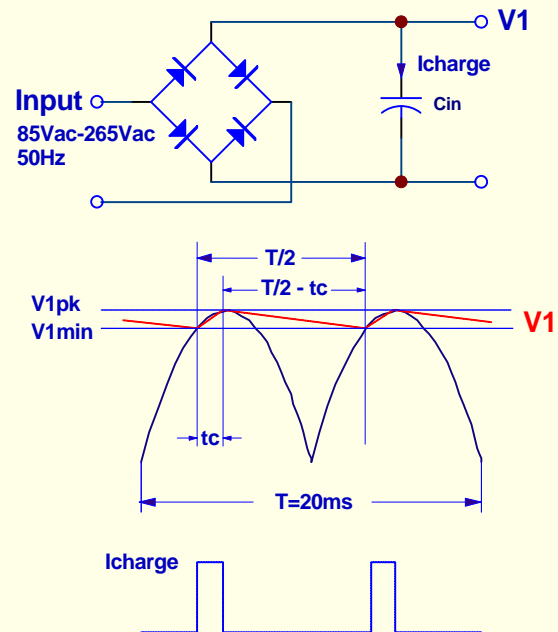 V1
Icharge
Input
Cin
85Vac-265Vac
50Hz
T/2
T/2 - tc
V1pk
V1min
V1
tc
T=20ms
Icharge